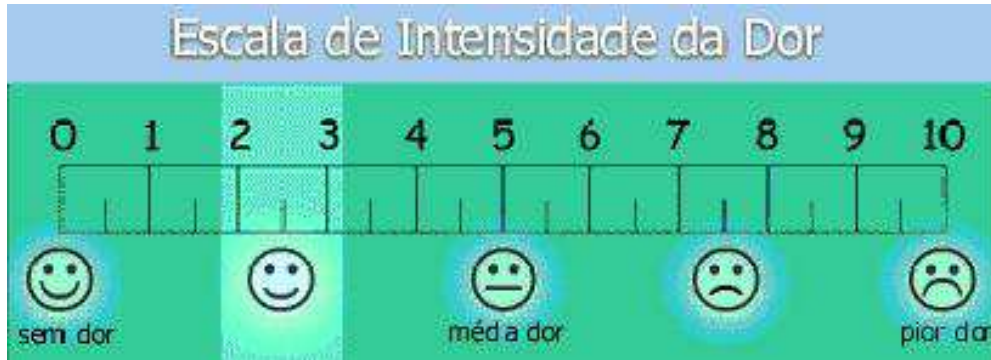 Escala de Intensidade da Dor
0 1 2 3 4 5 6 7 8 9 10
sem dor média dor pior dor